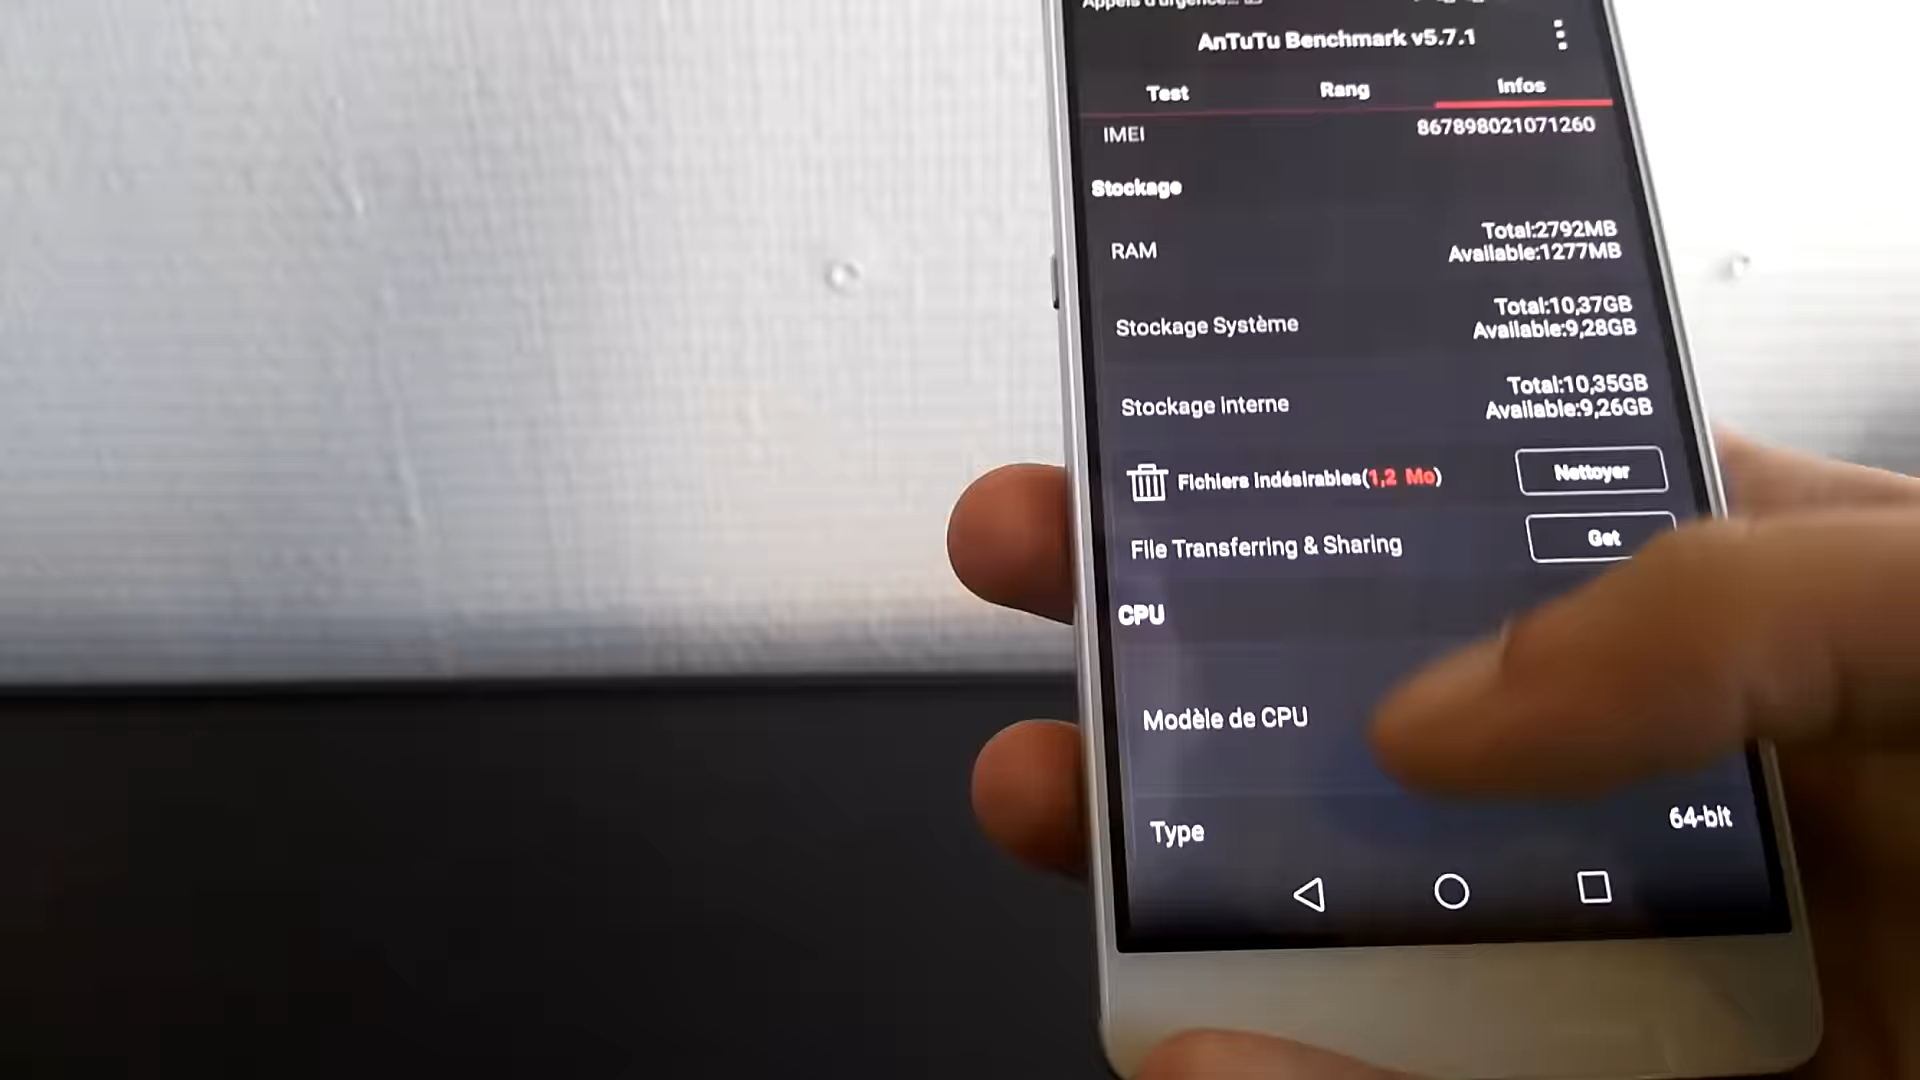 Appels d'urgence...
AnTuTu Benchmark v5.7.1
Test Rang Infos
IMEI 867898021071260
Stockage
RAM Total:2792MB
Available:1277MB
Stockage Système Total:10,37GB
Available:9,28GB
Stockage Interne Total:10,35GB
Available:9,26GB
Fichiers Indésirables(1,2 Mo) Nettoyer
File Transferring & Sharing Get
CPU
Modèle de CPU
Type 64-bit